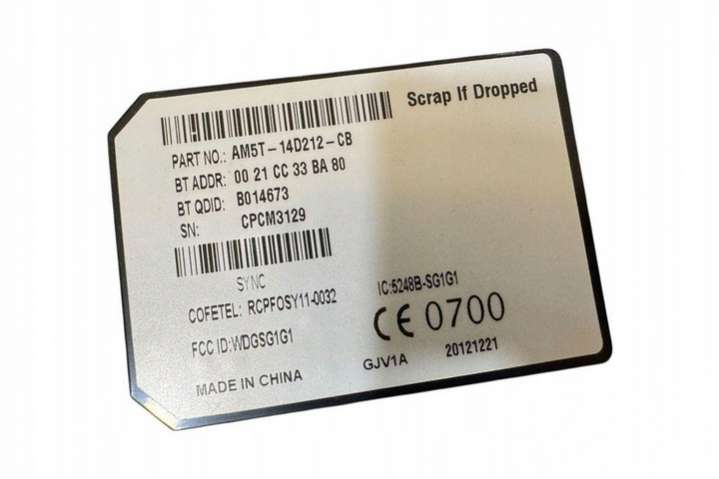 Scrap If Dropped
PART NO.: AM5T-14D212-CB
BT ADDR: 00 21 CC 33 BA 80
BT QDID: B014673
SN: CPCM3129
SYNC
IC:5248B-SG1G1
COFETEL: RCPFOSY11-0032
CE 0700
FCC ID:WDGSG1G1
GJV1A 20121221
MADE IN CHINA